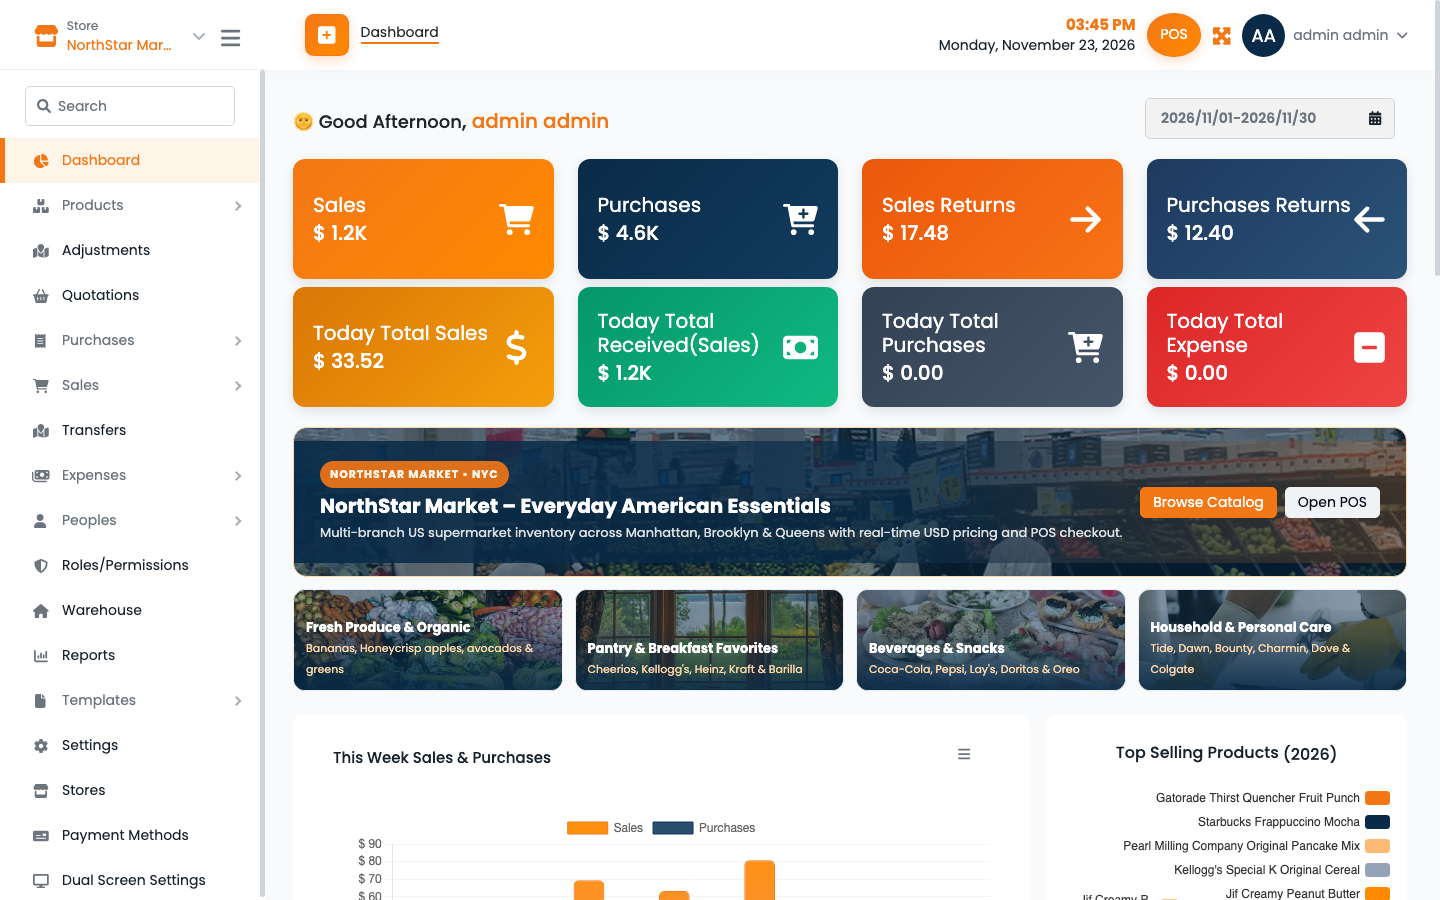 Store
NorthStar Mar...
Dashboard
03:45 PM
Monday, November 23, 2026
POS
AA
admin admin
Search
Dashboard
Products
Adjustments
Quotations
Purchases
Sales
Transfers
Expenses
Peoples
Roles/Permissions
Warehouse
Reports
Templates
Settings
Stores
Payment Methods
Dual Screen Settings
Good Afternoon, admin admin
2026/11/01-2026/11/30
Sales
$ 1.2K
Purchases
$ 4.6K
Sales Returns
$ 17.48
Purchases Returns
$ 12.40
Today Total Sales
$ 33.52
Today Total
Received(Sales)
$ 1.2K
Today Total
Purchases
$ 0.00
Today Total
Expense
$ 0.00
NORTHSTAR MARKET • NYC
NorthStar Market – Everyday American Essentials
Multi-branch US supermarket inventory across Manhattan, Brooklyn & Queens with real-time USD pricing and POS checkout.
Browse Catalog
Open POS
Fresh Produce & Organic
Bananas, Honeycrisp apples, avocados &
greens
Pantry & Breakfast Favorites
Cheerios, Kellogg's, Heinz, Kraft & Barilla
Beverages & Snacks
Coca-Cola, Pepsi, Lay's, Doritos & Oreo
Household & Personal Care
Tide, Dawn, Bounty, Charmin, Dove &
Colgate
This Week Sales & Purchases
Sales
Purchases
$ 90
$ 80
$ 70
$ 60
Top Selling Products (2026)
Gatorade Thirst Quencher Fruit Punch
Starbucks Frappuccino Mocha
Pearl Milling Company Original Pancake Mix
Kellogg's Special K Original Cereal
Jif Creamy Peanut Butter
Jif Creamy P...